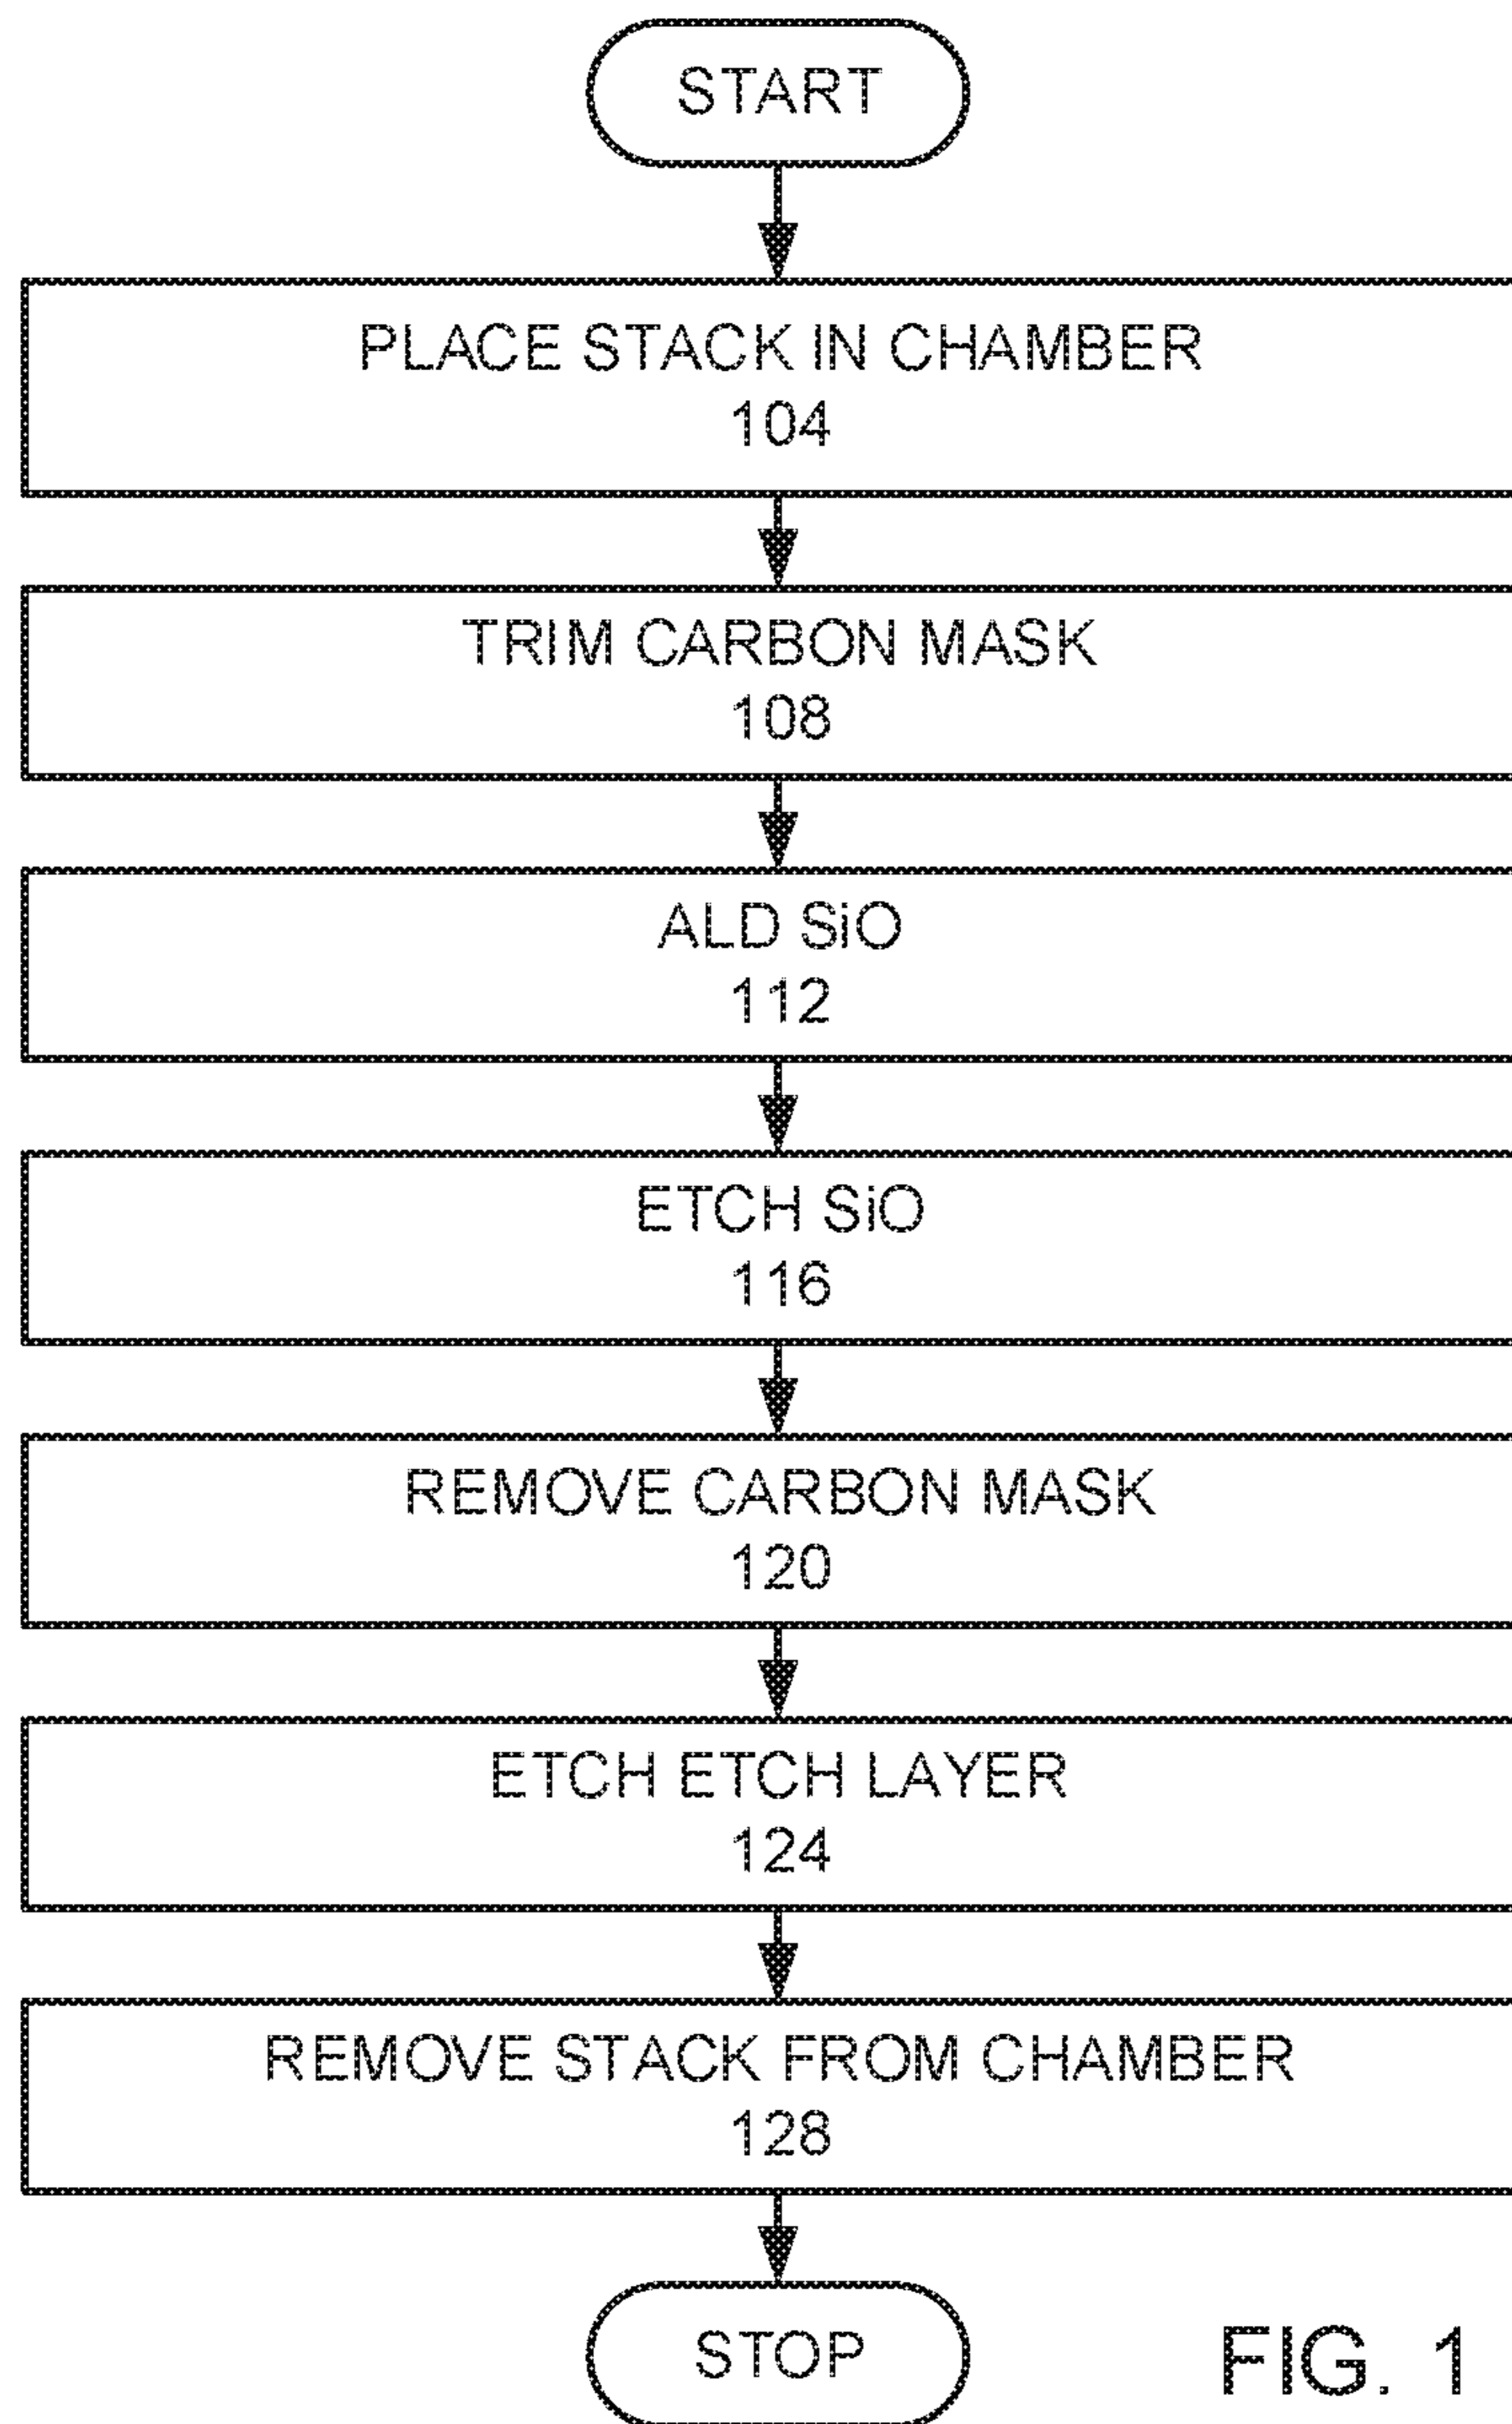 START
PLACE STACK IN CHAMBER
104
TRIM CARBON MASK
108
ALD SiO
112
ETCH SiO
116
REMOVE CARBON MASK
120
ETCH ETCH LAYER
124
REMOVE STACK FROM CHAMBER
128
STOP
FIG. 1